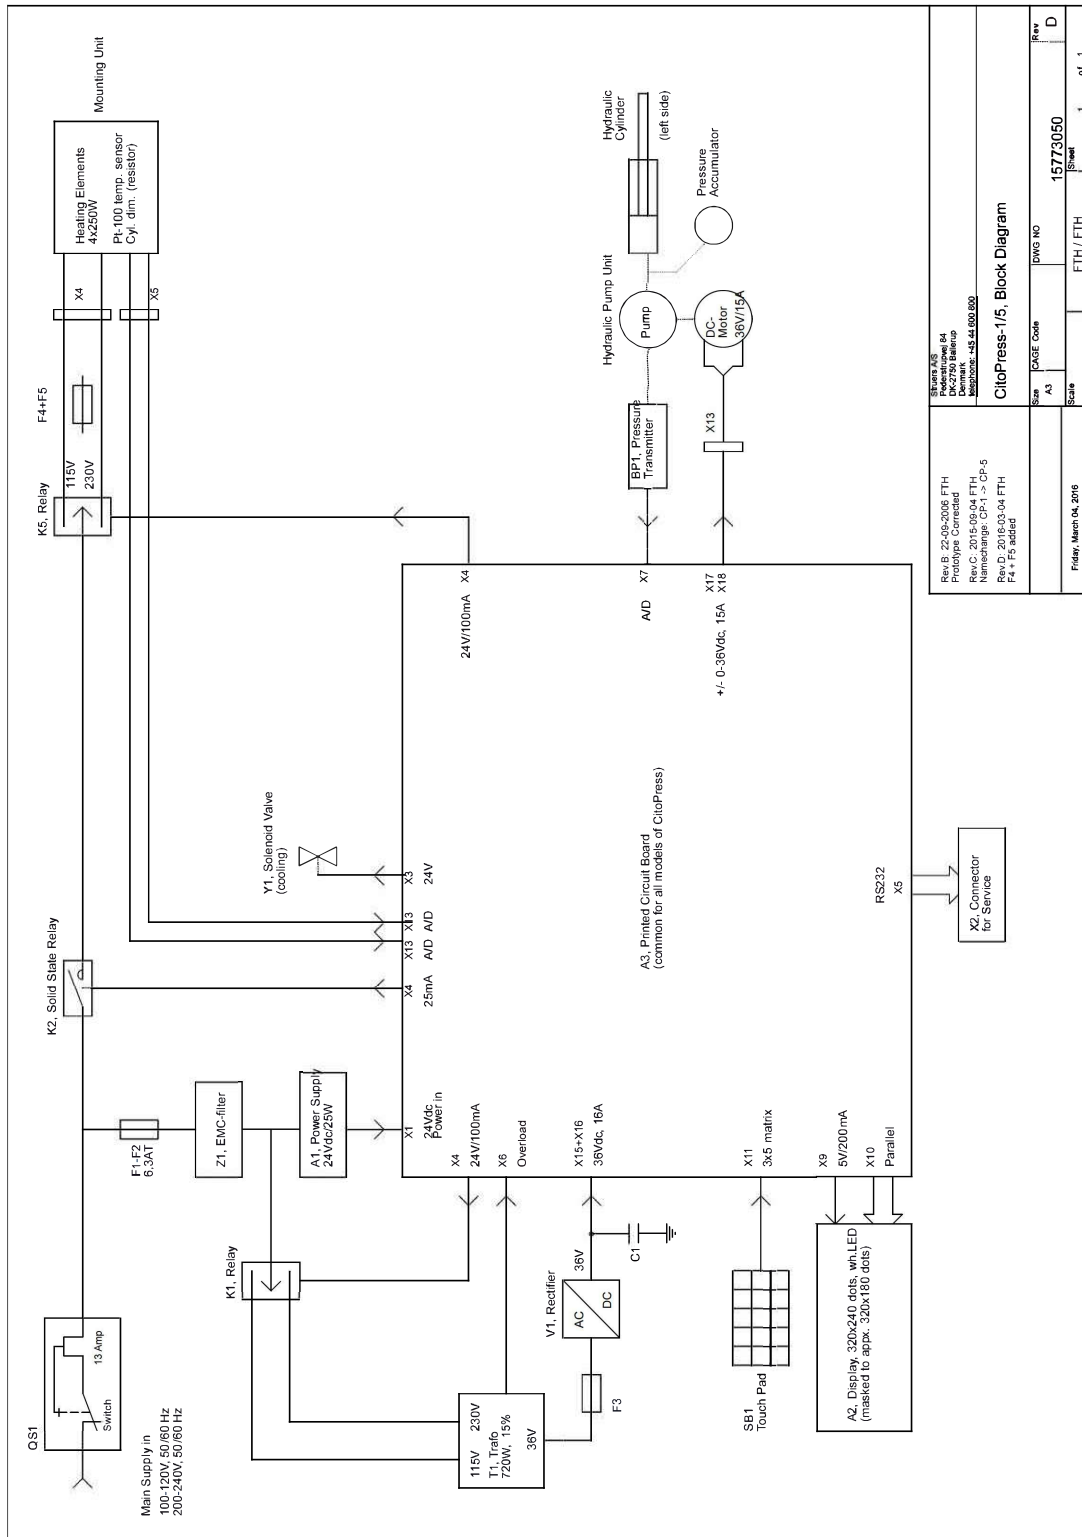 QS1
13 Amp
Switch
Main Supply in
100-120V, 50/60 Hz
200-240V, 50/60 Hz
F1-F2
6.3AT
Z1, EMC-filter
A1, Power Supply
24Vdc/25W
K2, Solid State Relay
K5, Relay
115V
230V
F4+F5
X4
X5
Mounting Unit
Heating Elements
4x250W
Pt-100 temp. sensor
Cyl. dim. (resistor)
K1, Relay
115V
230V
T1, Trafo
720W, 15%
36V
F3
V1, Rectifier
AC
DC
36V
C1
X1
24Vdc
Power in
X4
24V/100mA
X6
Overload
X15+X16
36Vdc, 16A
X4
25mA
X13
A/D
X13
A/D
X3
24V
Y1, Solenoid Valve
(cooling)
X4
24V/100mA
X7
A/D
X17
X18
+/- 0-36Vdc, 15A
A3, Printed Circuit Board
(common for all models of CitoPress)
BP1, Pressure
Transmitter
X13
Hydraulic Pump Unit
Pump
DC-
Motor
36V/15A
Hydraulic
Cylinder
(left side)
Pressure
Accumulator
SB1
Touch Pad
X11
3x5 matrix
X9
5V/200mA
X10
Parallel
A2, Display, 320x240 dots, wh.LED
(masked to appx. 320x180 dots)
RS232
X5
X2, Connector
for Service
Rev.B: 22-09-2006 FTH
Prototype Corrected
Rev.C: 2015-09-04 FTH
Namechange: CP-1 -> CP-5
Rev.D: 2016-03-04 FTH
F4 + F5 added
Friday, March 04, 2016
Struers A/S
Pederstrupvej 84
DK-2750 Ballerup
Denmark
telephone: +45 44 600 800
CitoPress-1/5, Block Diagram
Size
A3
CAGE Code
DWG NO
15773050
Rev
D
Scale
FTH / FTH
Sheet
1 of 1